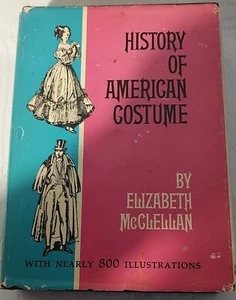 HISTORY
OF
AMERICAN
COSTUME
BY
ELIZABETH
McCLELLAN
WITH NEARLY 800 ILLUSTRATIONS